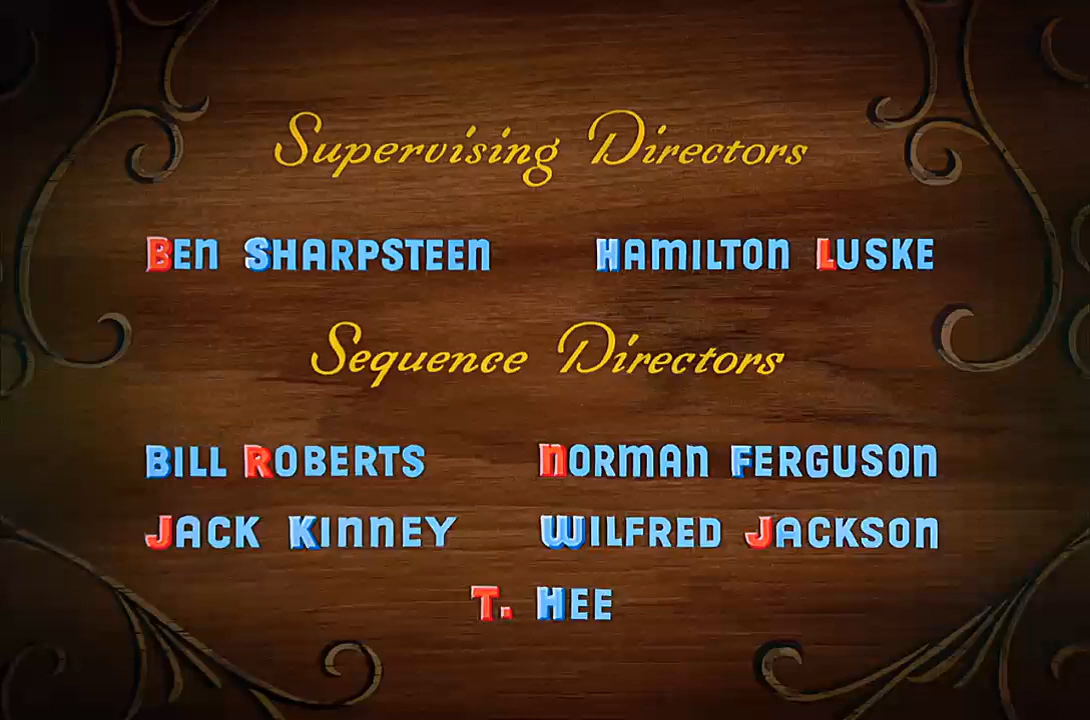 Supervising Directors
Ben Sharpsteen Hamilton Luske
Sequence Directors
Bill Roberts Norman Ferguson
Jack Kinney Wilfred Jackson
T. Hee